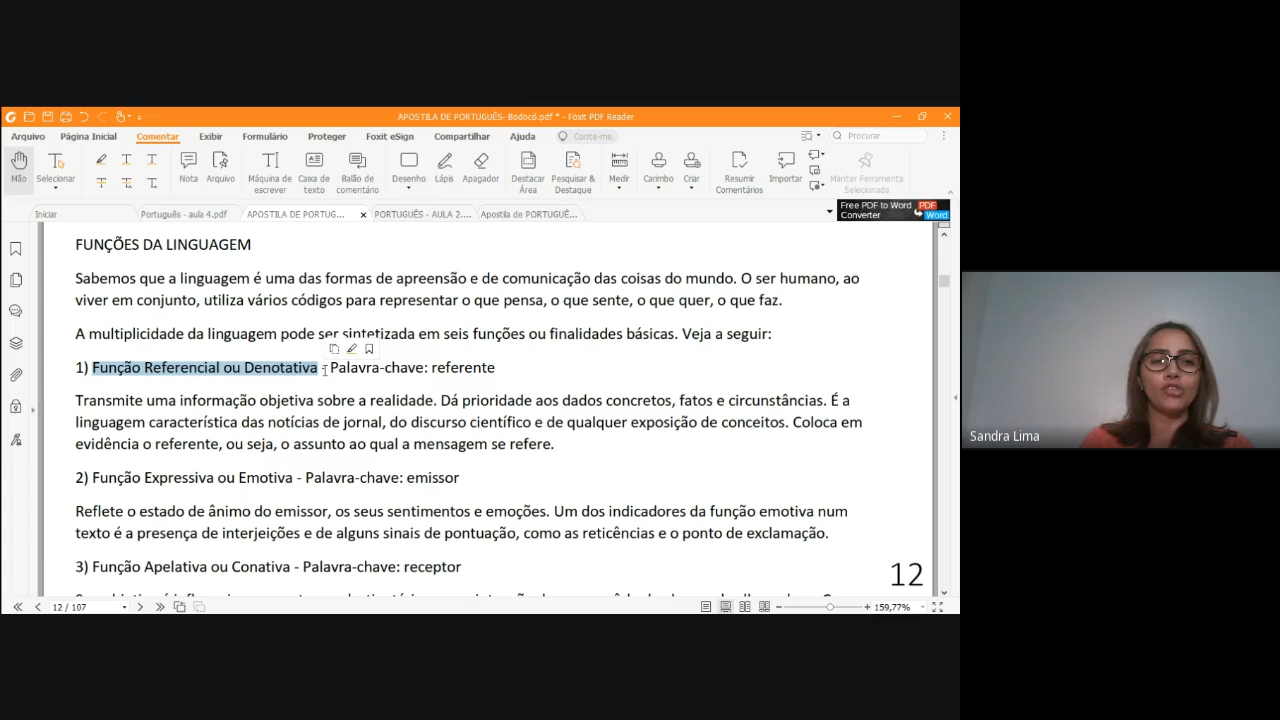 APOSTILA DE PORTUGUÊS- Bodocó.pdf * - Foxit PDF Reader
Arquivo Página Inicial Comentar Exibir Formulário Proteger Foxit eSign Compartilhar Ajuda Conte-me. Procurar
Mão Selecionar Nota Arquivo Máquina de escrever Caixa de texto Balão de comentário Desenho Lápis Apagador Destacar Área Pesquisar & Destaque Medir Carimbo Criar Resumir Comentários Importar Manter Ferramenta Selecionada
Iniciar Português - aula 4.pdf APOSTILA DE PORTUG... PORTUGUÊS - AULA 2.... Apostila de PORTUGUÊ...
Free PDF to Word Converter PDF Word
FUNÇÕES DA LINGUAGEM
Sabemos que a linguagem é uma das formas de apreensão e de comunicação das coisas do mundo. O ser humano, ao
viver em conjunto, utiliza vários códigos para representar o que pensa, o que sente, o que quer, o que faz.
A multiplicidade da linguagem pode ser sintetizada em seis funções ou finalidades básicas. Veja a seguir:
1) Função Referencial ou Denotativa - Palavra-chave: referente
Transmite uma informação objetiva sobre a realidade. Dá prioridade aos dados concretos, fatos e circunstâncias. É a
linguagem característica das notícias de jornal, do discurso científico e de qualquer exposição de conceitos. Coloca em
evidência o referente, ou seja, o assunto ao qual a mensagem se refere.
2) Função Expressiva ou Emotiva - Palavra-chave: emissor
Reflete o estado de ânimo do emissor, os seus sentimentos e emoções. Um dos indicadores da função emotiva num
texto é a presença de interjeições e de alguns sinais de pontuação, como as reticências e o ponto de exclamação.
3) Função Apelativa ou Conativa - Palavra-chave: receptor
12
12 / 107
159,77%
Sandra Lima